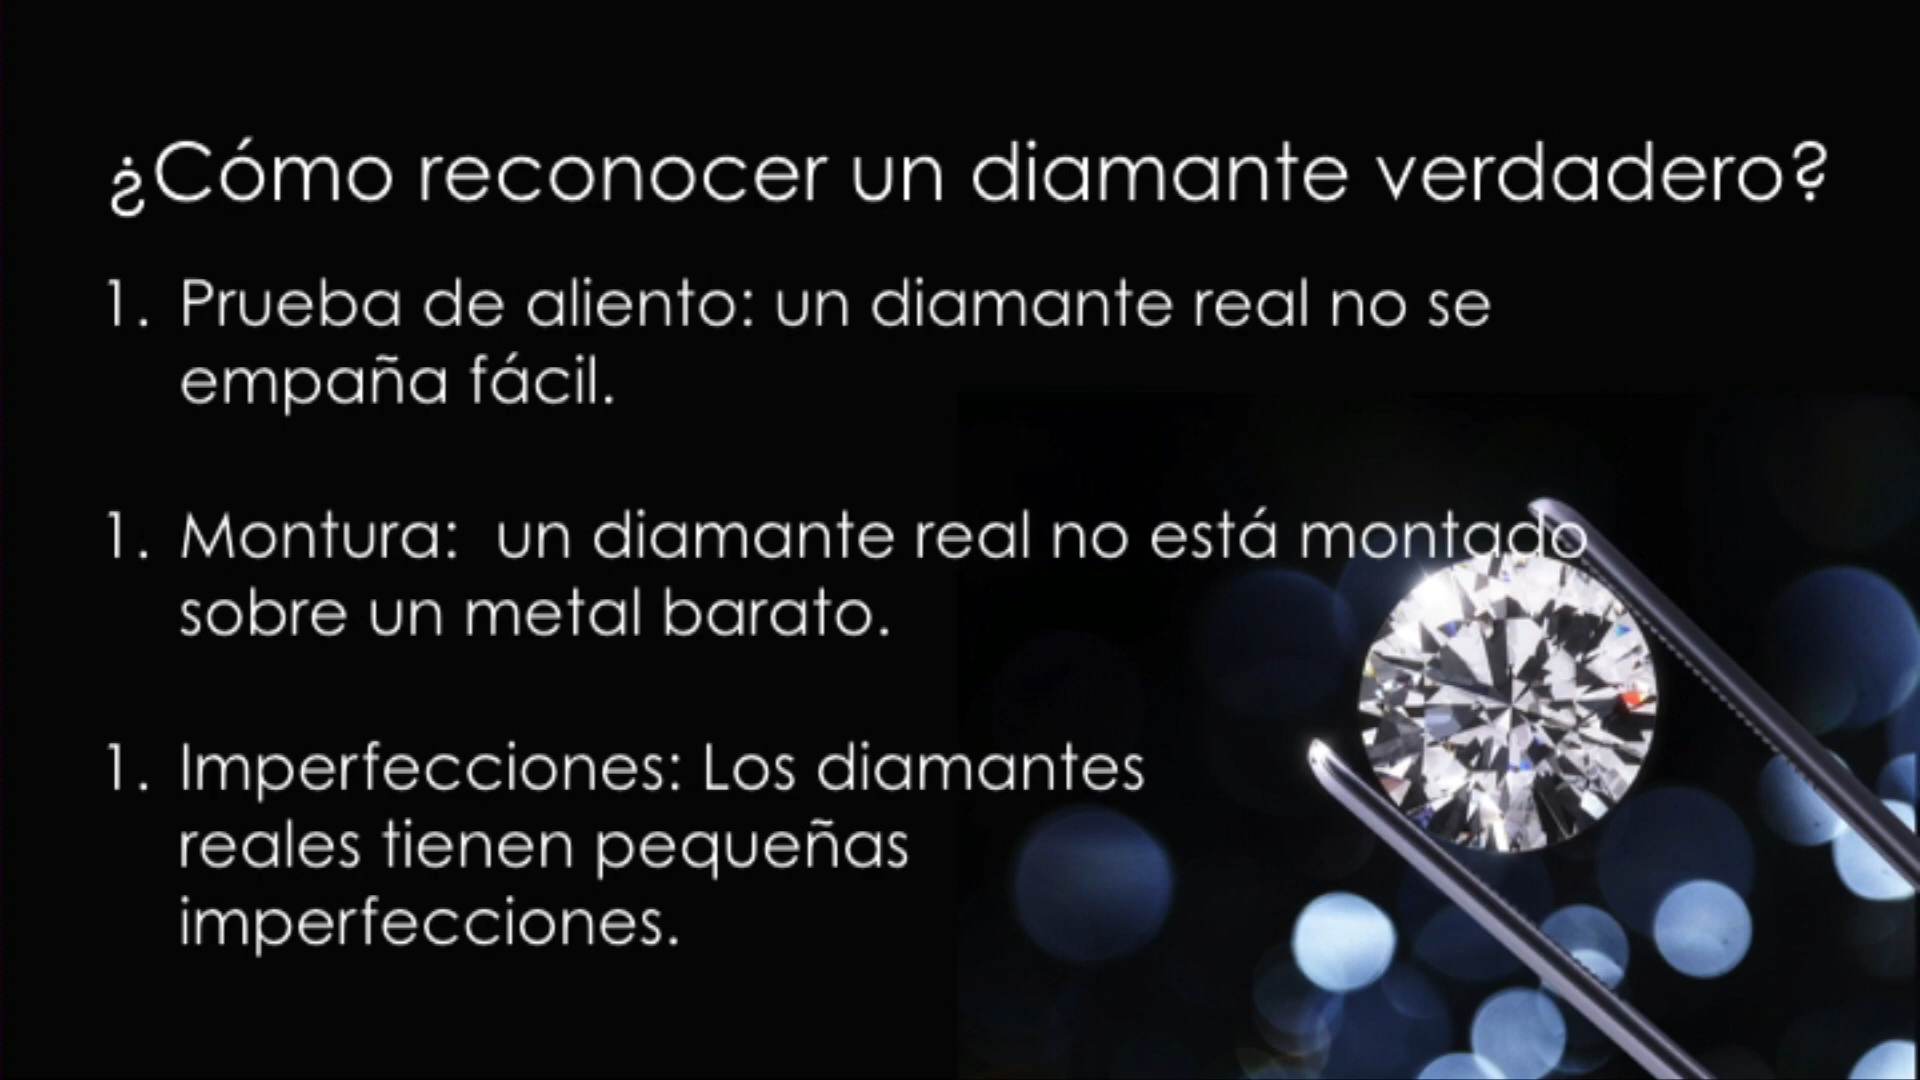 ¿Cómo reconocer un diamante verdadero?
1. Prueba de aliento: un diamante real no se
empaña fácil.
1. Montura: un diamante real no está montado
sobre un metal barato.
1. Imperfecciones: Los diamantes
reales tienen pequeñas
imperfecciones.